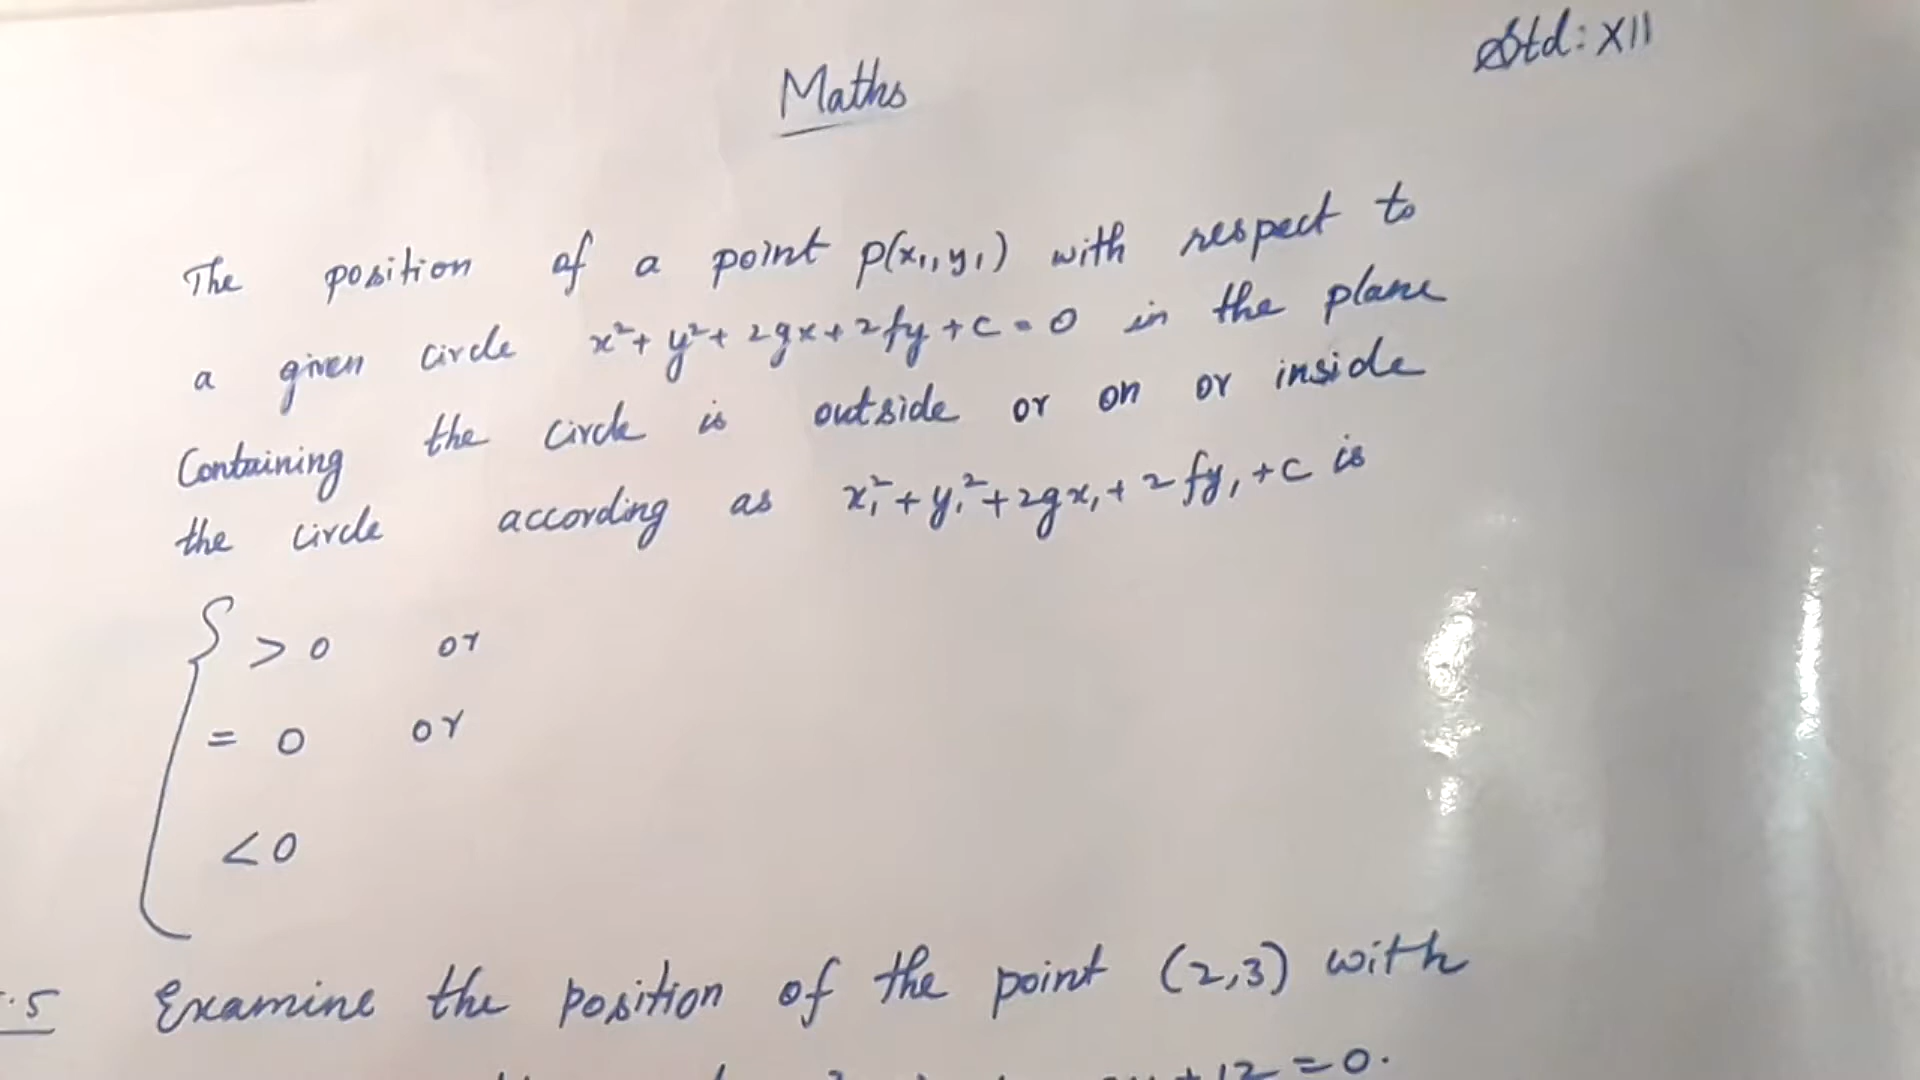 Std: XII
Maths
The position of a point P(x₁, y₁) with respect to
a given circle x² + y² + 2gx + 2fy + c = 0 in the plane
Containing the circle is outside or on or inside
the circle according as x₁² + y₁² + 2gx₁ + 2fy₁ + c is
{ > 0 or
= 0 or
< 0
.5 Examine the position of the point (2,3) with
+ 12 = 0.